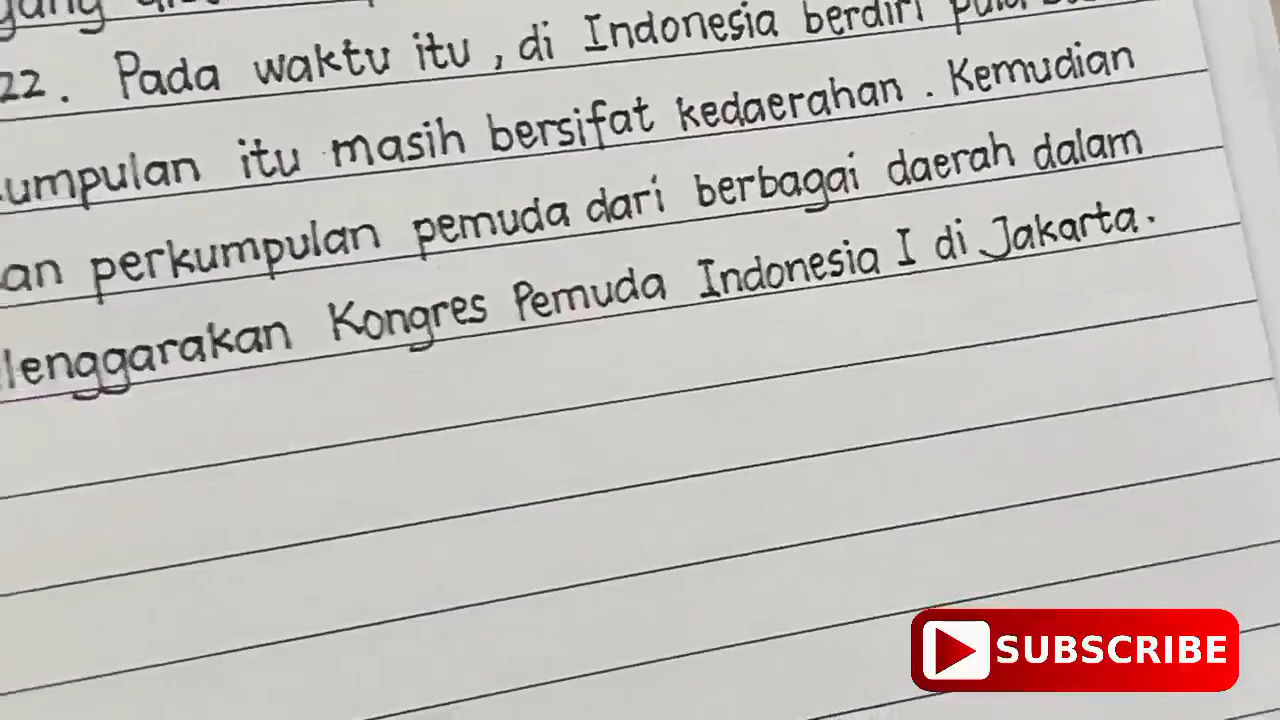 yang
22. Pada waktu itu, di Indonesia berdiri
umpulan itu masih bersifat kedaerahan. Kemudian
an perkumpulan pemuda dari berbagai daerah dalam
lenggarakan Kongres Pemuda Indonesia I di Jakarta.
SUBSCRIBE